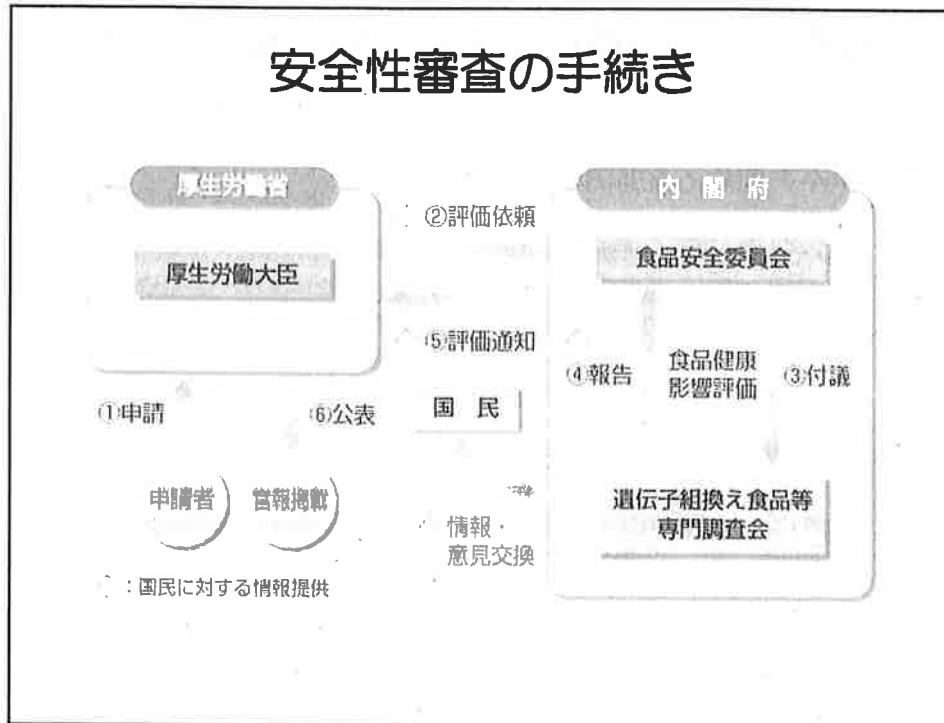 安全性審査の手続き
厚生労働省
内閣府
②評価依頼
厚生労働大臣
食品安全委員会
⑤評価通知
④報告
食品健康
影響評価
③付議
①申請
⑥公表
国民
申請者
官報掲載
情報・
意見交換
遺伝子組換え食品等
専門調査会
：国民に対する情報提供